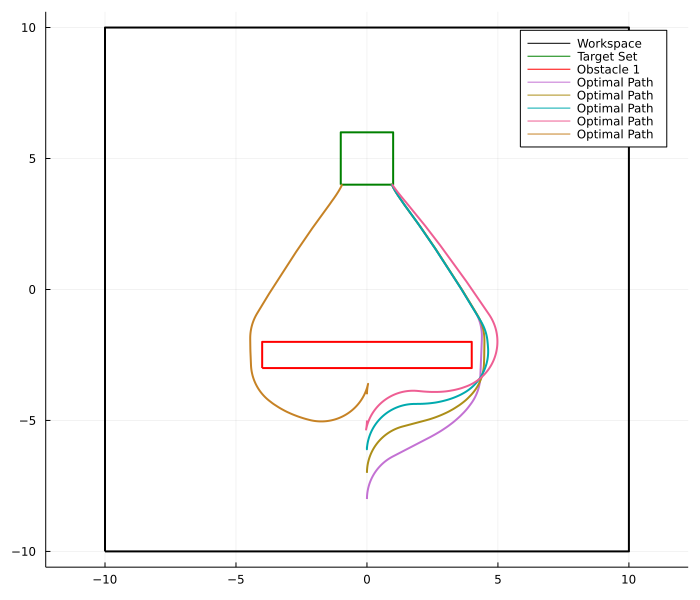 10
5
0
−5
−10
−10
−5
0
5
10
Workspace
Target Set
Obstacle 1
Optimal Path
Optimal Path
Optimal Path
Optimal Path
Optimal Path